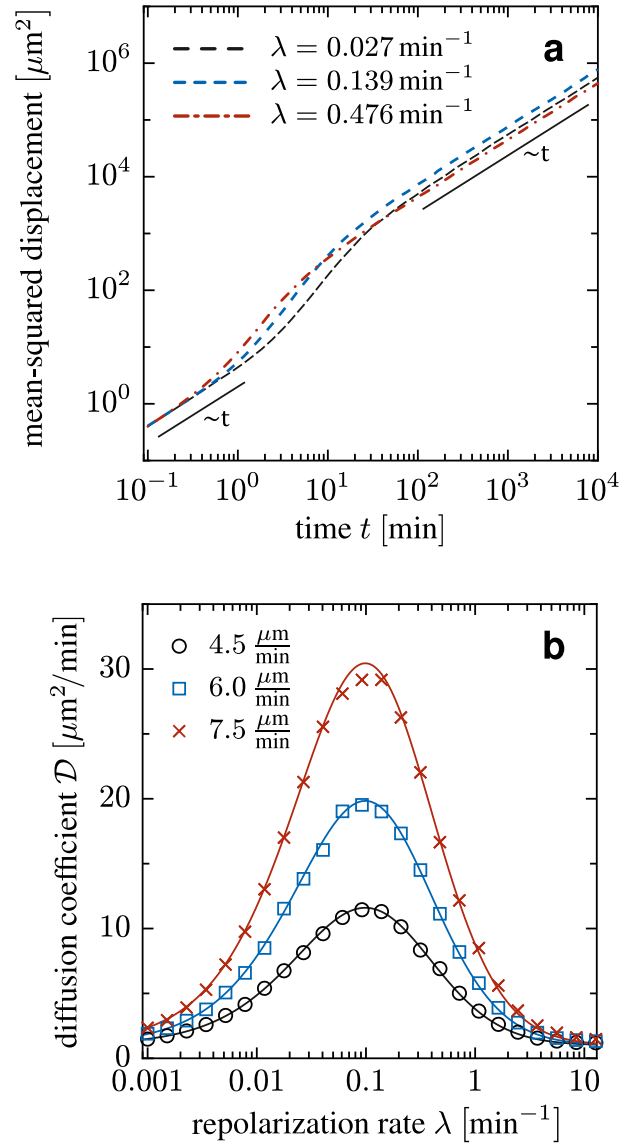 a
λ = 0.027 min⁻¹
λ = 0.139 min⁻¹
λ = 0.476 min⁻¹
mean-squared displacement [μm²]
10⁶
10⁴
10²
10⁰
~t
~t
10⁻¹ 10⁰ 10¹ 10² 10³ 10⁴
time t [min]
b
4.5 μm/min
6.0 μm/min
7.5 μm/min
diffusion coefficient D [μm²/min]
30
20
10
0
0.001 0.01 0.1 1 10
repolarization rate λ [min⁻¹]